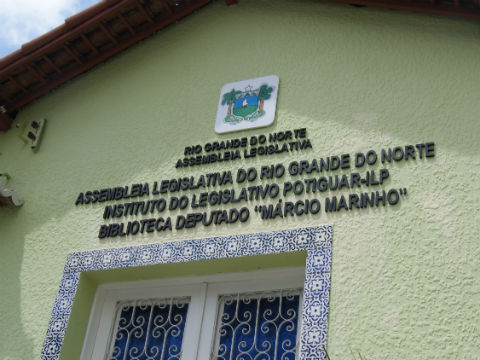 RIO GRANDE DO NORTE
ASSEMBLEIA LEGISLATIVA
ASSEMBLEIA LEGISLATIVA DO RIO GRANDE DO NORTE
INSTITUTO DO LEGISLATIVO POTIGUAR-ILP
BIBLIOTECA DEPUTADO "MÁRCIO MARINHO"